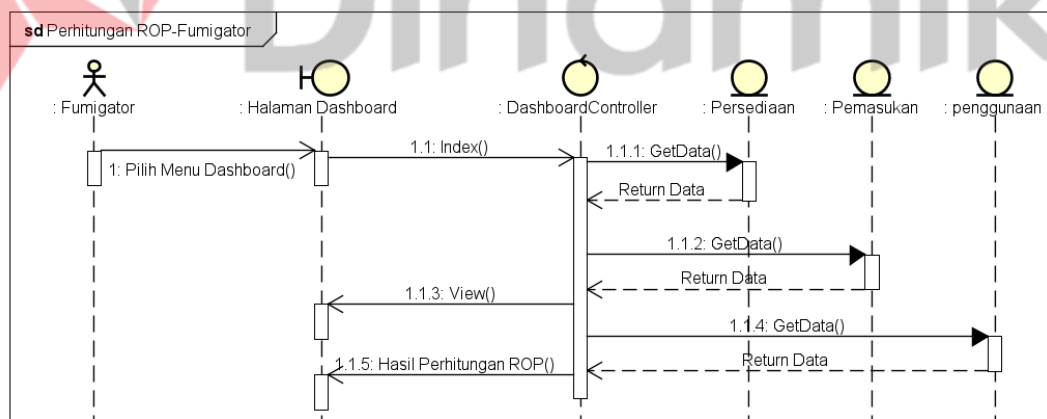 Dinamik
sd Perhitungan ROP-Fumigator
: Fumigator
: Halaman Dashboard
: DashboardController
: Persediaan
: Pemasukan
: penggunaan
1: Pilih Menu Dashboard()
1.1: Index()
1.1.1: GetData()
Return Data
1.1.2: GetData()
Return Data
1.1.3: View()
1.1.4: GetData()
Return Data
1.1.5: Hasil Perhitungan ROP()